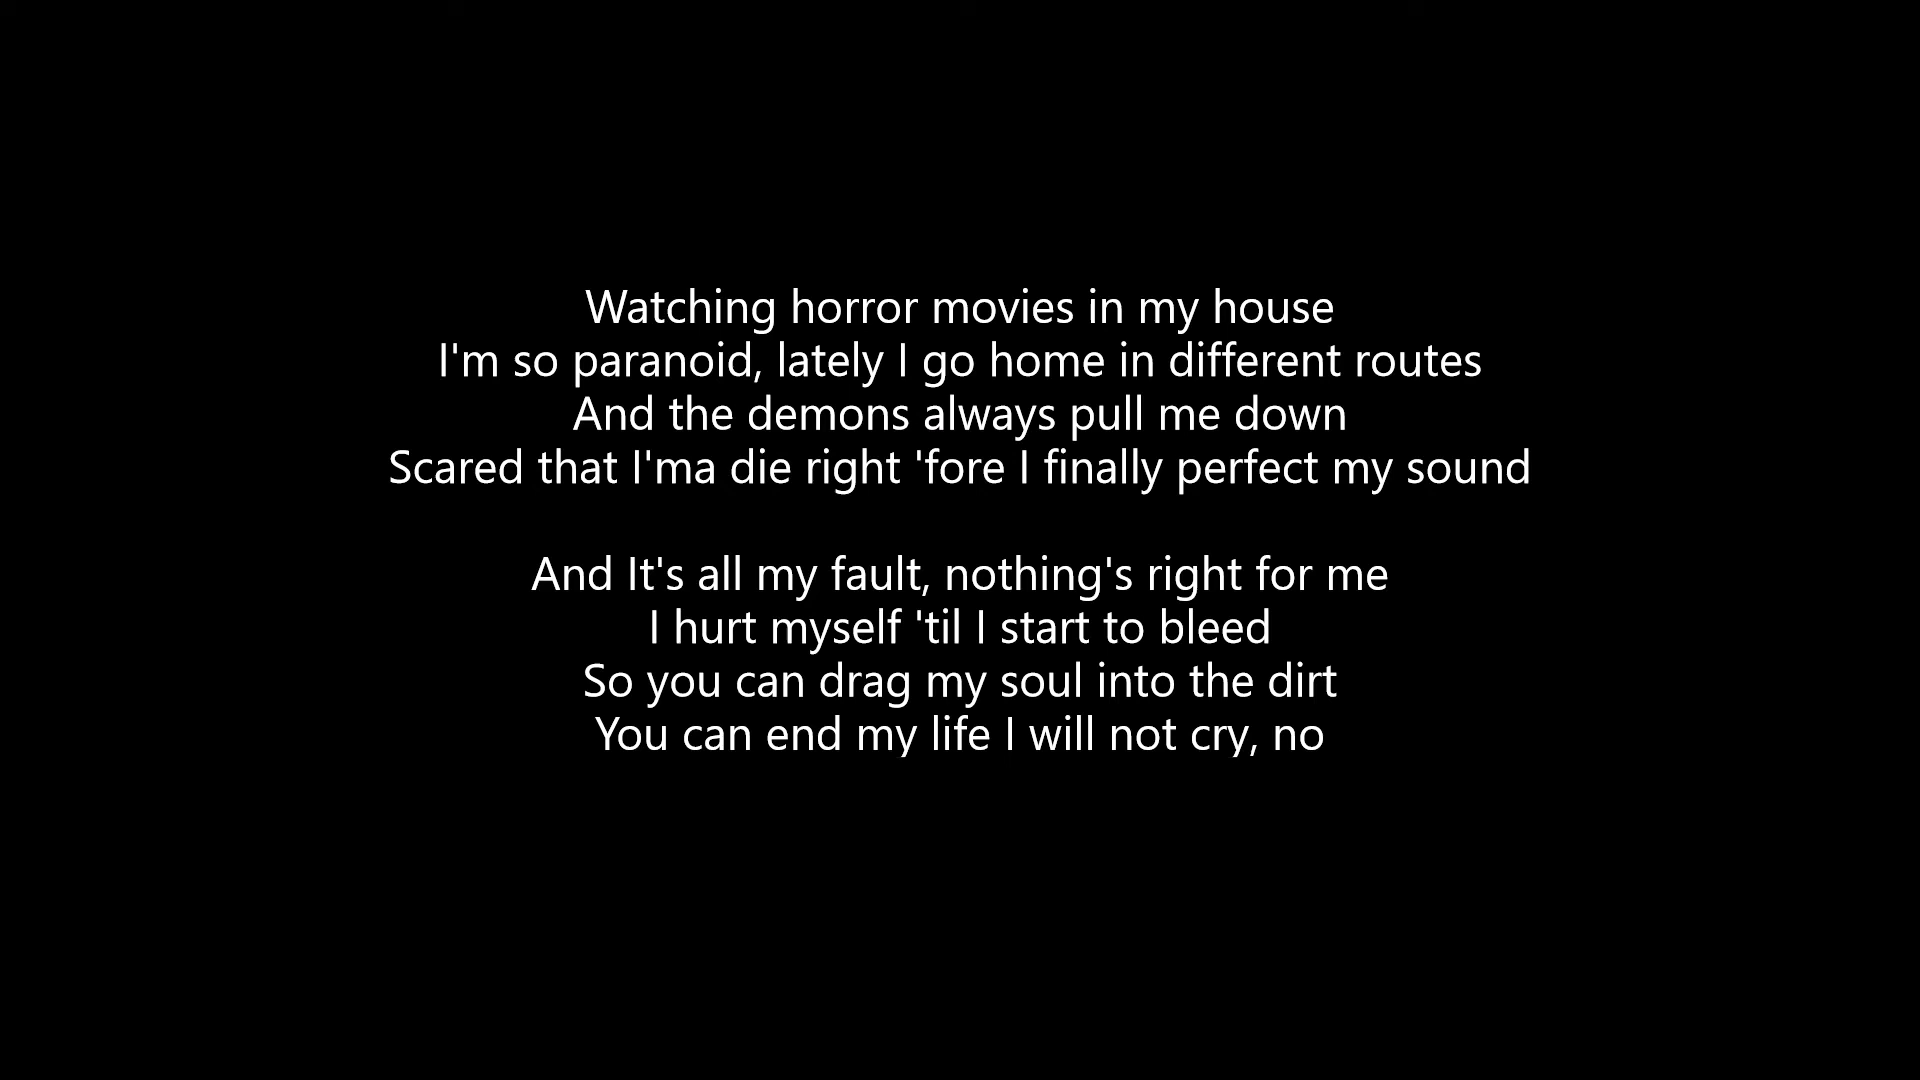 Watching horror movies in my house
I'm so paranoid, lately I go home in different routes
And the demons always pull me down
Scared that I'ma die right 'fore I finally perfect my sound

And It's all my fault, nothing's right for me
I hurt myself 'til I start to bleed
So you can drag my soul into the dirt
You can end my life I will not cry, no